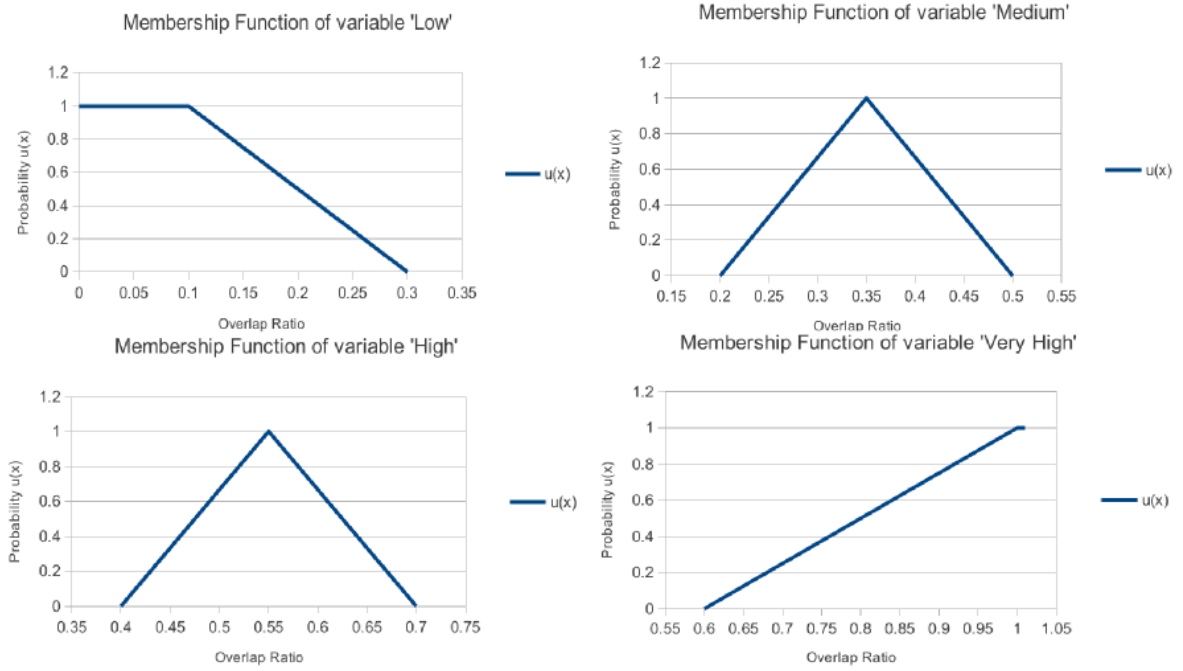 Membership Function of variable 'Low'
1.2
1
0.8
0.6
0.4
0.2
0
Probability u(x)
0 0.05 0.1 0.15 0.2 0.25 0.3 0.35
Overlap Ratio
u(x)
Membership Function of variable 'Medium'
1.2
1
0.8
0.6
0.4
0.2
0
Probability u(x)
0.15 0.2 0.25 0.3 0.35 0.4 0.45 0.5 0.55
Overlap Ratio
u(x)
Membership Function of variable 'High'
1.2
1
0.8
0.6
0.4
0.2
0
Probability u(x)
0.35 0.4 0.45 0.5 0.55 0.6 0.65 0.7 0.75
Overlap Ratio
u(x)
Membership Function of variable 'Very High'
1.2
1
0.8
0.6
0.4
0.2
0
Probability u(x)
0.55 0.6 0.65 0.7 0.75 0.8 0.85 0.9 0.95 1 1.05
Overlap Ratio
u(x)